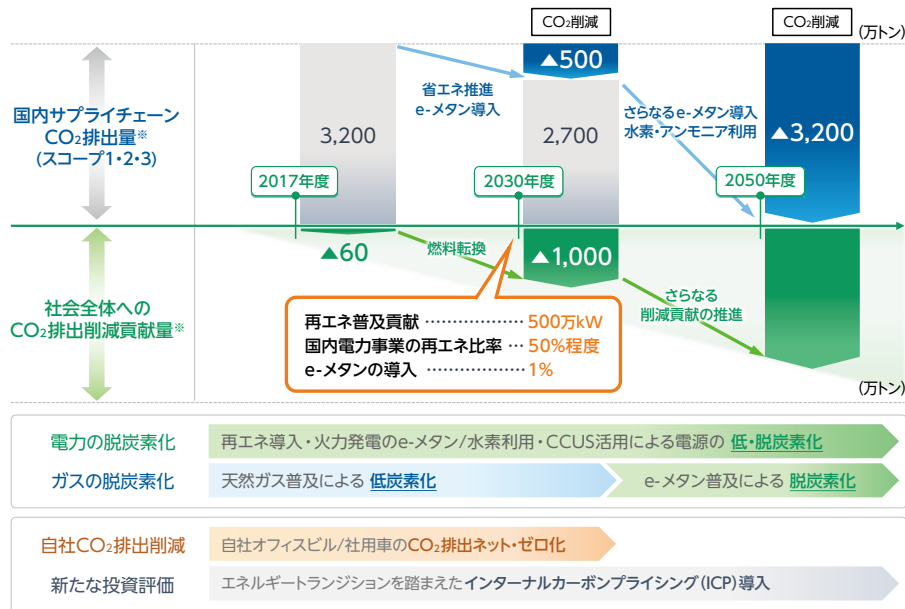 CO₂削減
CO₂削減
(万トン)
▲500
国内サプライチェーン
CO₂排出量※
(スコープ1・2・3)
3,200
省エネ推進
e-メタン導入
2,700
さらなるe-メタン導入
水素・アンモニア利用
▲3,200
2017年度
2030年度
2050年度
▲60
燃料転換
▲1,000
社会全体への
CO₂排出削減貢献量※
さらなる
削減貢献の推進
再エネ普及貢献 ……………… 500万kW
国内電力事業の再エネ比率 … 50%程度
e-メタンの導入 ……………… 1%
(万トン)
電力の脱炭素化 再エネ導入・火力発電のe-メタン/水素利用・CCUS活用による電源の 低・脱炭素化
ガスの脱炭素化 天然ガス普及による 低炭素化 e-メタン普及による 脱炭素化
自社CO₂排出削減 自社オフィスビル/社用車のCO₂排出ネット・ゼロ化
新たな投資評価 エネルギートランジションを踏まえたインターナルカーボンプライシング(ICP)導入